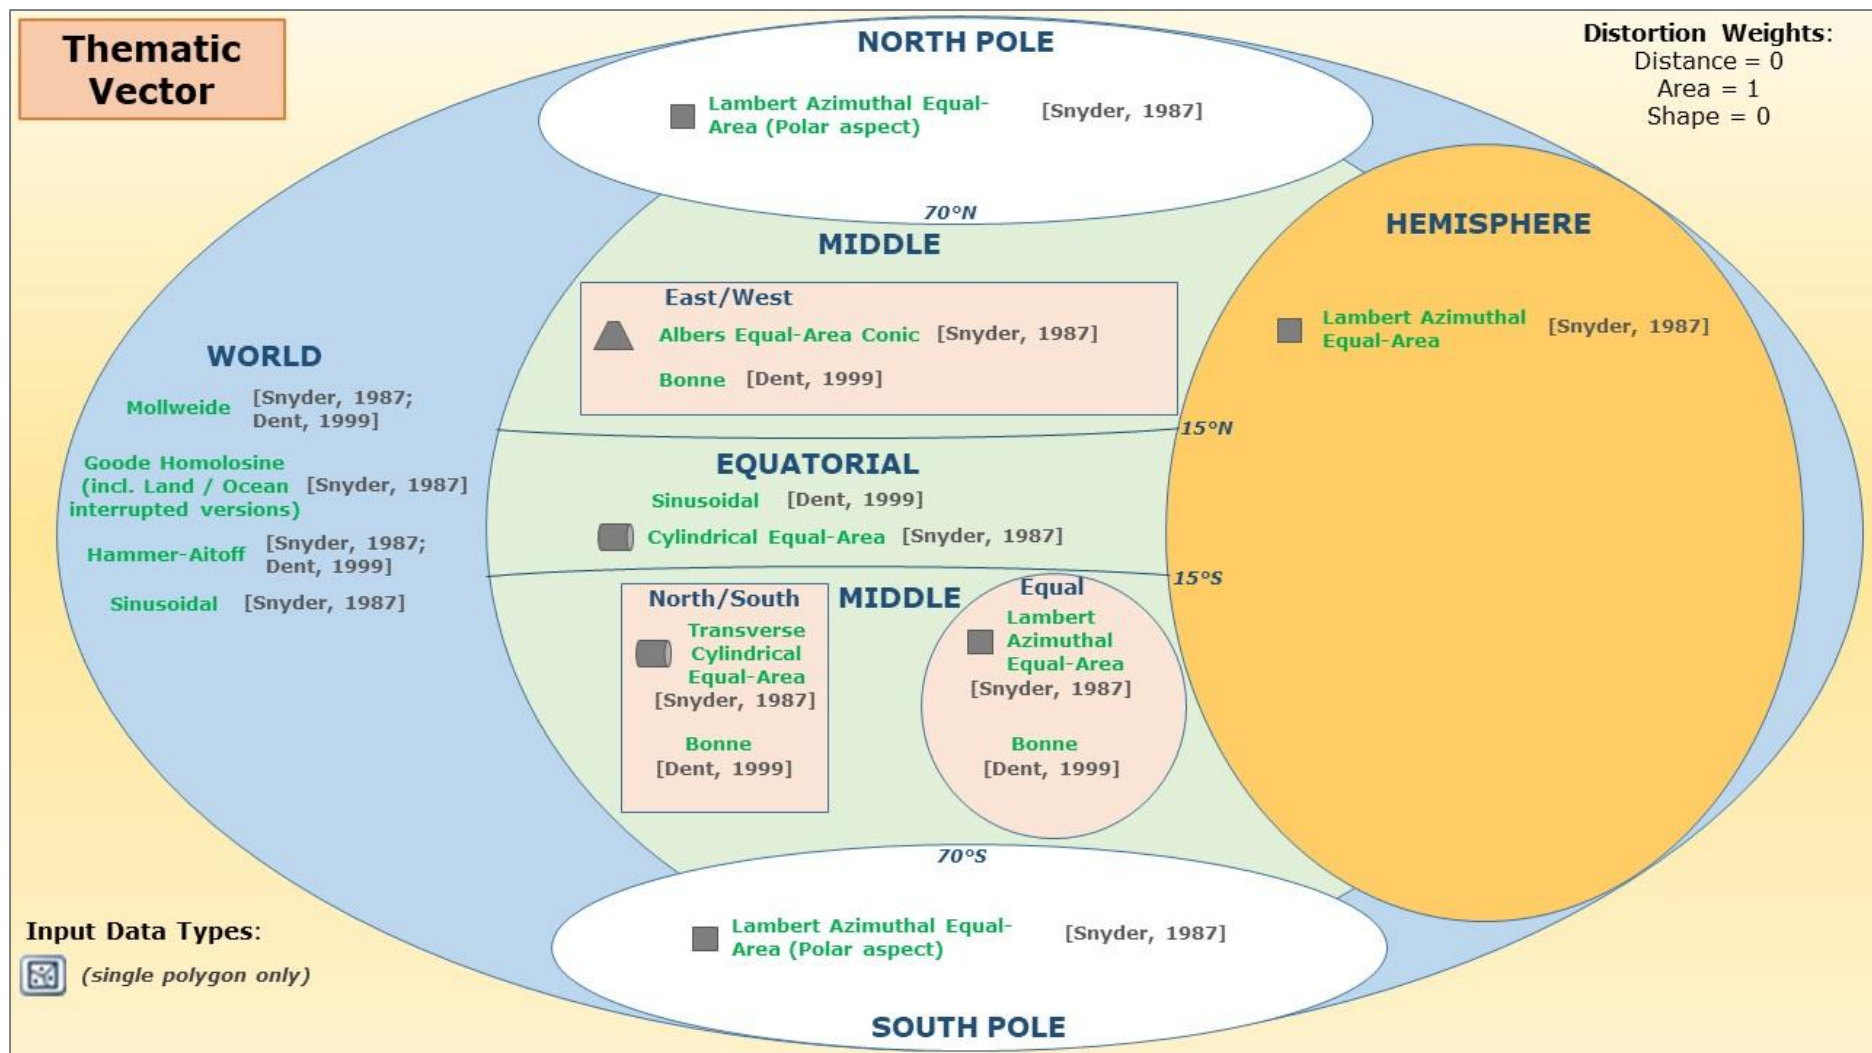 Thematic
Vector
NORTH POLE
Lambert Azimuthal Equal-
Area (Polar aspect)
[Snyder, 1987]
70°N
Distortion Weights:
Distance = 0
Area = 1
Shape = 0
MIDDLE
East/West
Albers Equal-Area Conic [Snyder, 1987]
Bonne [Dent, 1999]
HEMISPHERE
Lambert Azimuthal
Equal-Area
[Snyder, 1987]
WORLD
Mollweide
[Snyder, 1987;
Dent, 1999]
Goode Homolosine
(incl. Land / Ocean
interrupted versions)
[Snyder, 1987]
Hammer-Aitoff
[Snyder, 1987;
Dent, 1999]
Sinusoidal [Snyder, 1987]
15°N
EQUATORIAL
Sinusoidal [Dent, 1999]
Cylindrical Equal-Area [Snyder, 1987]
15°S
MIDDLE
North/South
Transverse
Cylindrical
Equal-Area
[Snyder, 1987]
Bonne
[Dent, 1999]
Equal
Lambert
Azimuthal
Equal-Area
[Snyder, 1987]
Bonne
[Dent, 1999]
70°S
Lambert Azimuthal Equal-
Area (Polar aspect)
[Snyder, 1987]
SOUTH POLE
Input Data Types:
(single polygon only)